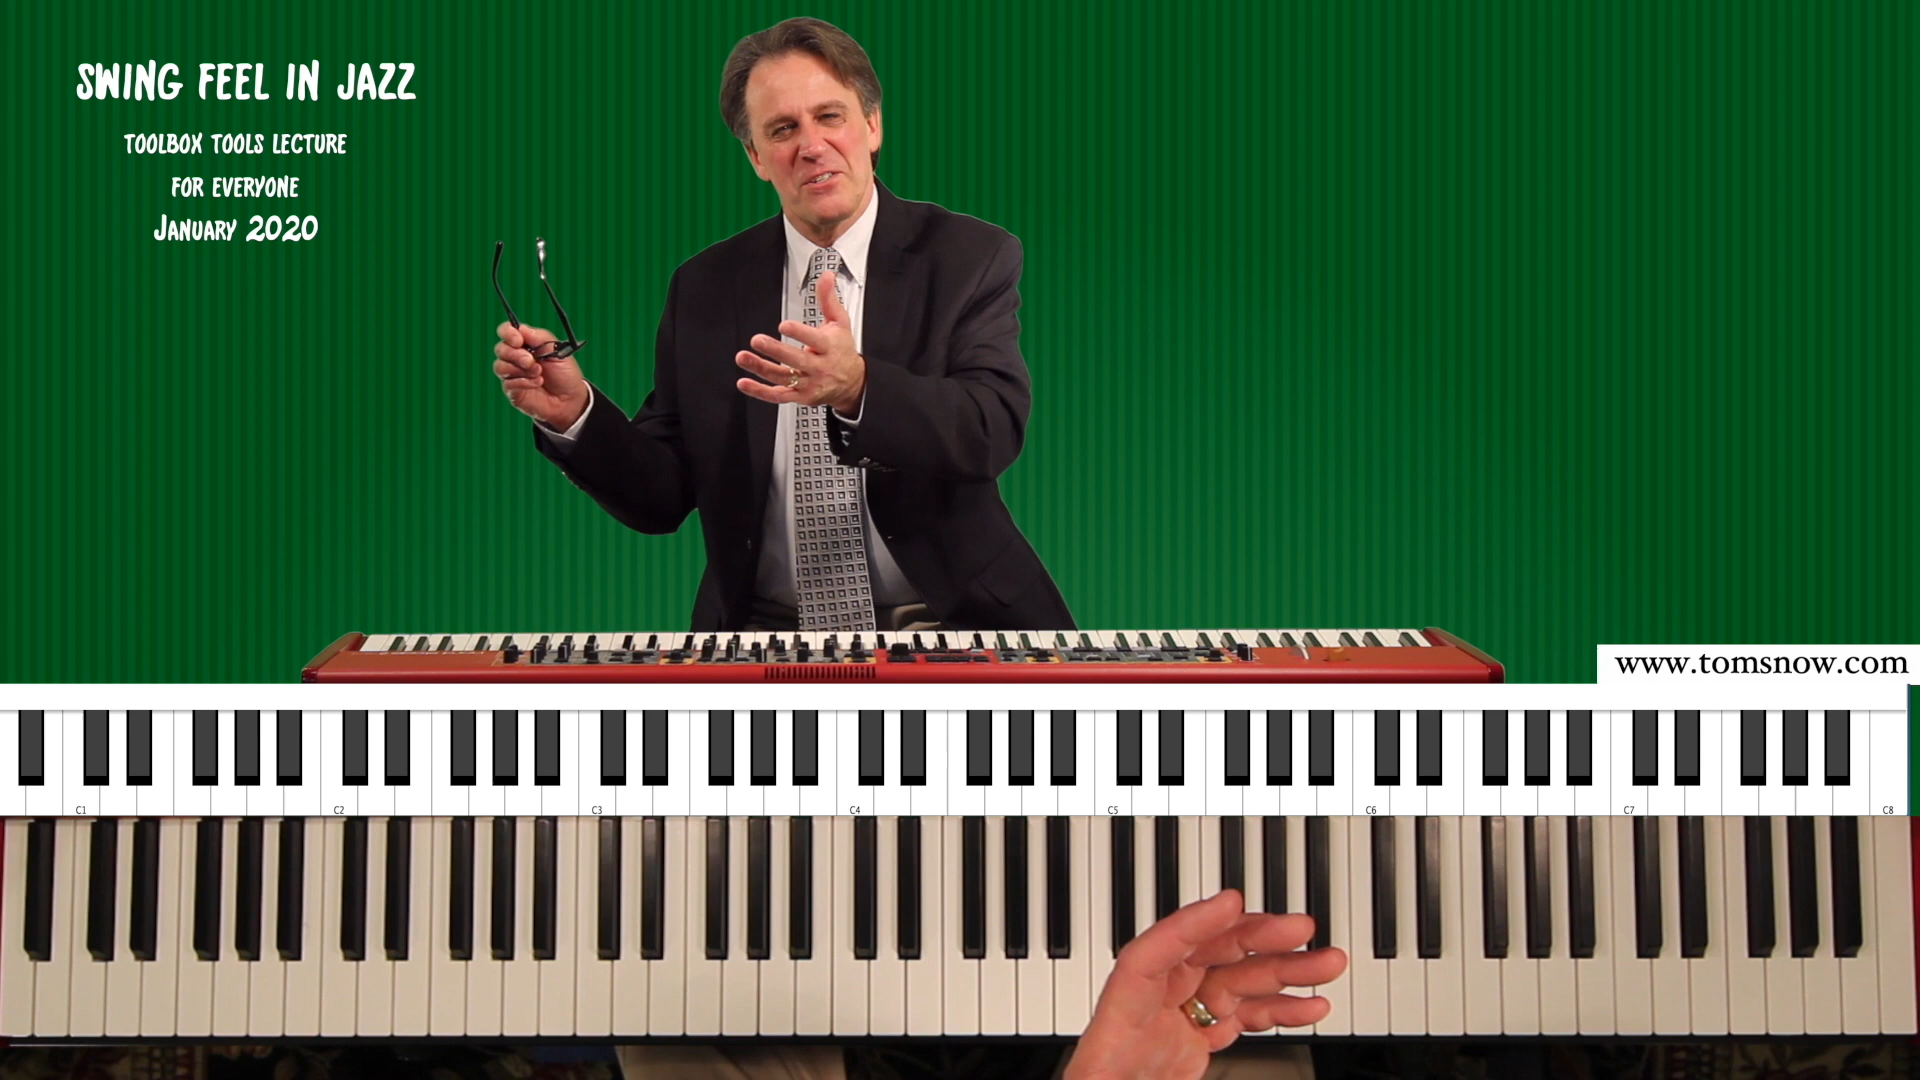 SWING FEEL IN JAZZ
TOOLBOX TOOLS LECTURE
FOR EVERYONE
JANUARY 2020
www.tomsnow.com
C1 C2 C3 C4 C5 C6 C7 C8